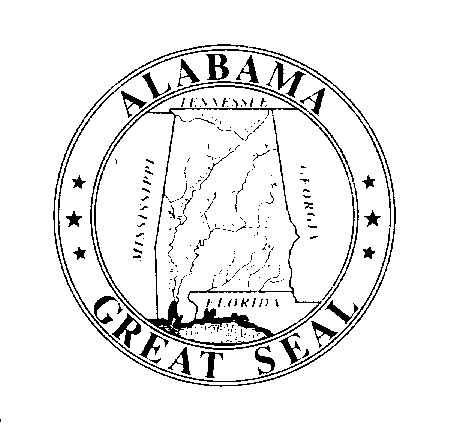 ALABAMA
TENNESSEE
MISSISSIPPI
GEORGIA
FLORIDA
GREAT SEAL